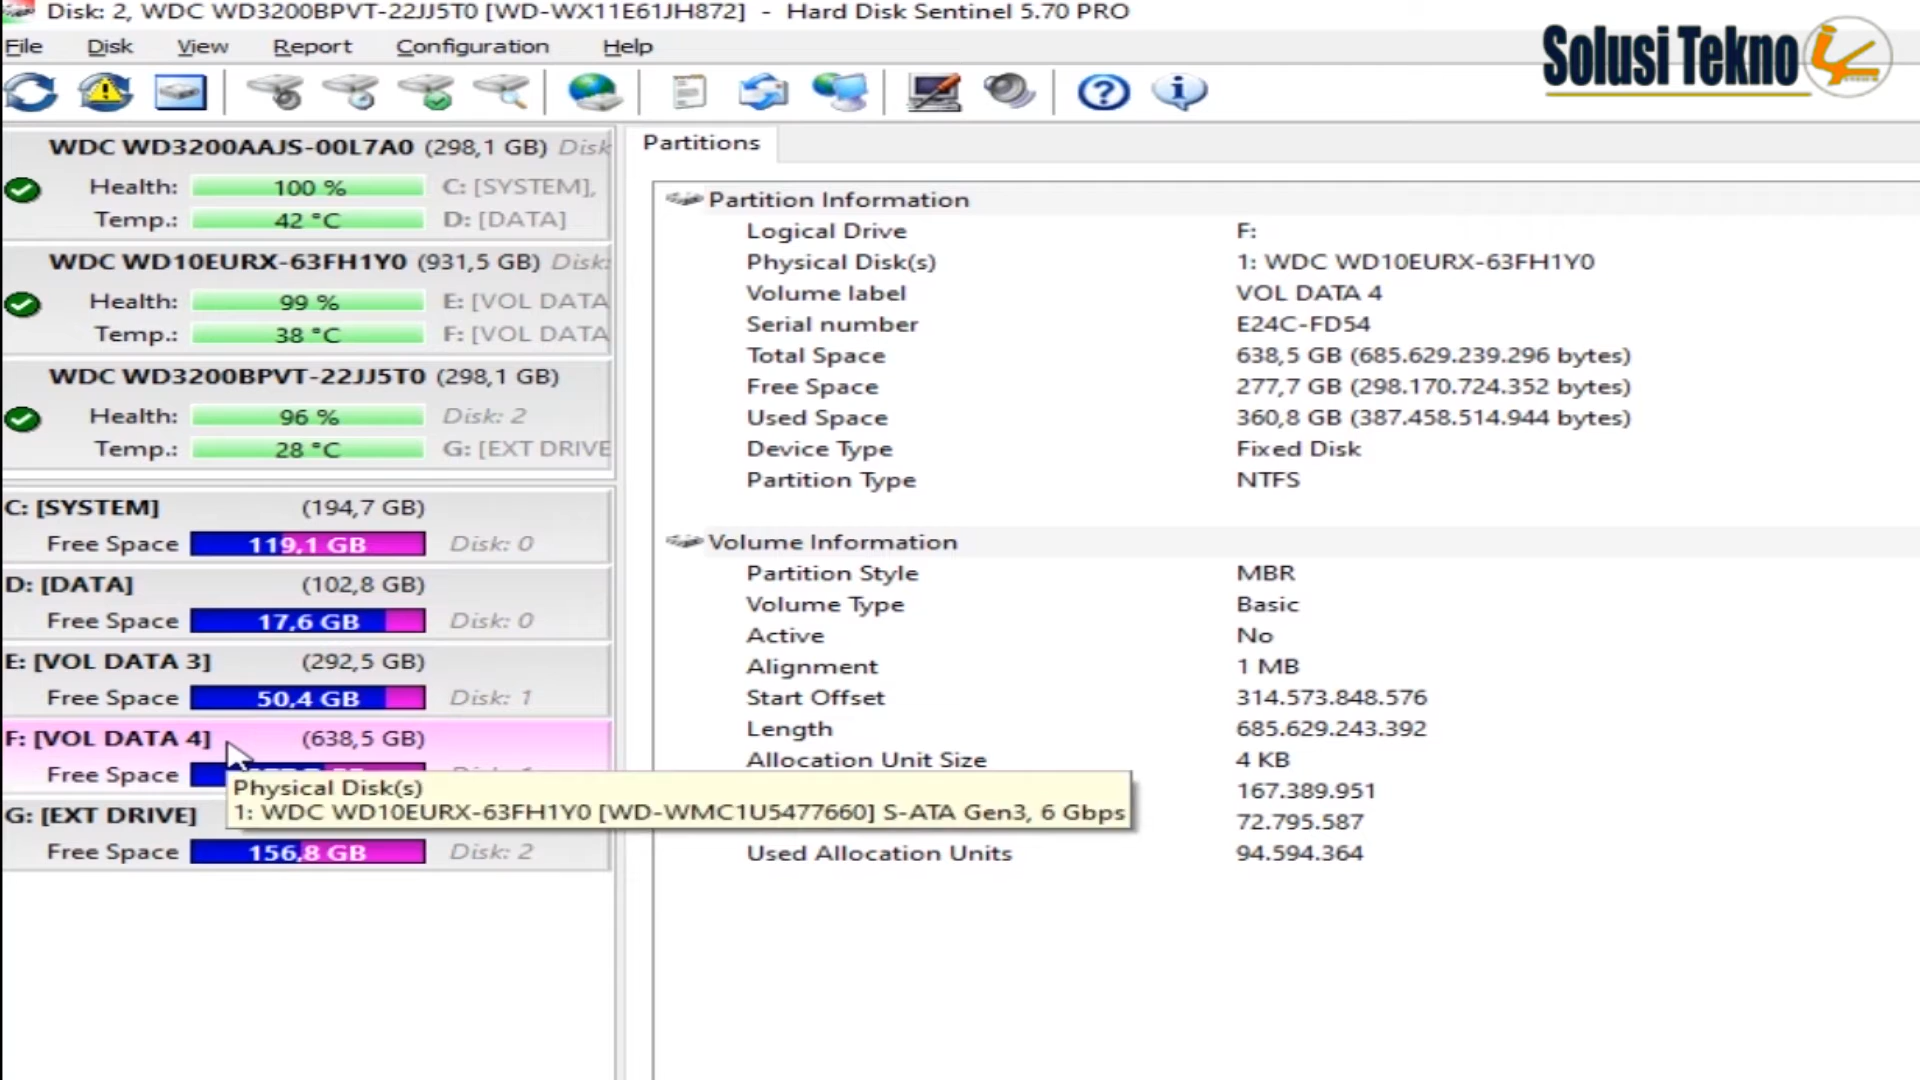 Disk: 2, WDC WD3200BPVT-22JJ5T0 [WD-WX11E61JH872] - Hard Disk Sentinel 5.70 PRO
File Disk View Report Configuration Help
Solusi Tekno
WDC WD3200AAJS-00L7A0 (298,1 GB) Disk
Health: 100 % C: [SYSTEM],
Temp.: 42 °C D: [DATA]
WDC WD10EURX-63FH1Y0 (931,5 GB) Disk:
Health: 99 % E: [VOL DATA
Temp.: 38 °C F: [VOL DATA
WDC WD3200BPVT-22JJ5T0 (298,1 GB)
Health: 96 % Disk: 2
Temp.: 28 °C G: [EXT DRIVE
C: [SYSTEM] (194,7 GB)
Free Space 119,1 GB Disk: 0
D: [DATA] (102,8 GB)
Free Space 17,6 GB Disk: 0
E: [VOL DATA 3] (292,5 GB)
Free Space 50,4 GB Disk: 1
F: [VOL DATA 4] (638,5 GB)
Free Space
G: [EXT DRIVE]
Free Space 156,8 GB Disk: 2
Physical Disk(s)
1: WDC WD10EURX-63FH1Y0 [WD-WMC1U5477660] S-ATA Gen3, 6 Gbps
Partitions
Partition Information
Logical Drive F:
Physical Disk(s) 1: WDC WD10EURX-63FH1Y0
Volume label VOL DATA 4
Serial number E24C-FD54
Total Space 638,5 GB (685.629.239.296 bytes)
Free Space 277,7 GB (298.170.724.352 bytes)
Used Space 360,8 GB (387.458.514.944 bytes)
Device Type Fixed Disk
Partition Type NTFS
Volume Information
Partition Style MBR
Volume Type Basic
Active No
Alignment 1 MB
Start Offset 314.573.848.576
Length 685.629.243.392
Allocation Unit Size 4 KB
167.389.951
72.795.587
Used Allocation Units 94.594.364